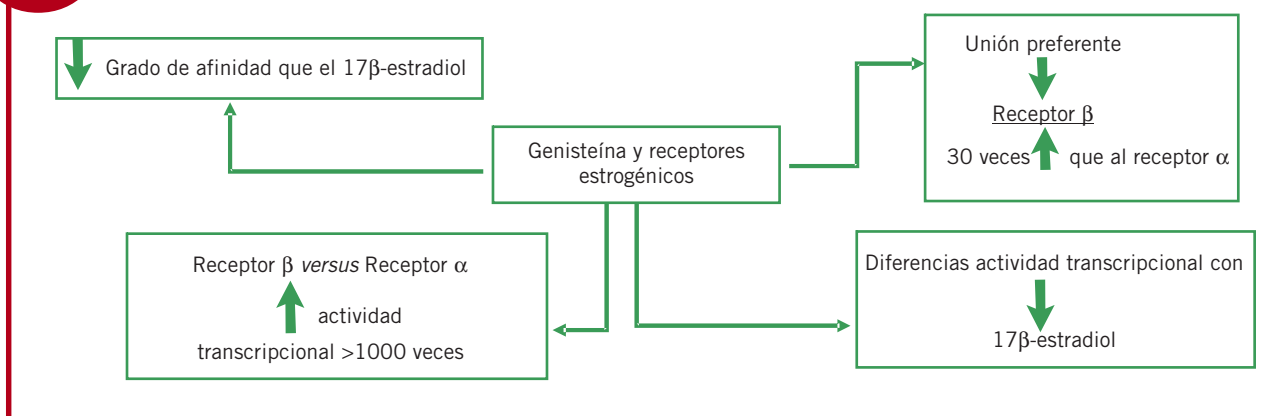 Grado de afinidad que el 17β-estradiol
Unión preferente
Receptor β
30 veces que al receptor α
Genisteína y receptores
estrogénicos
Receptor β versus Receptor α
actividad
transcripcional >1000 veces
Diferencias actividad transcripcional con
17β-estradiol